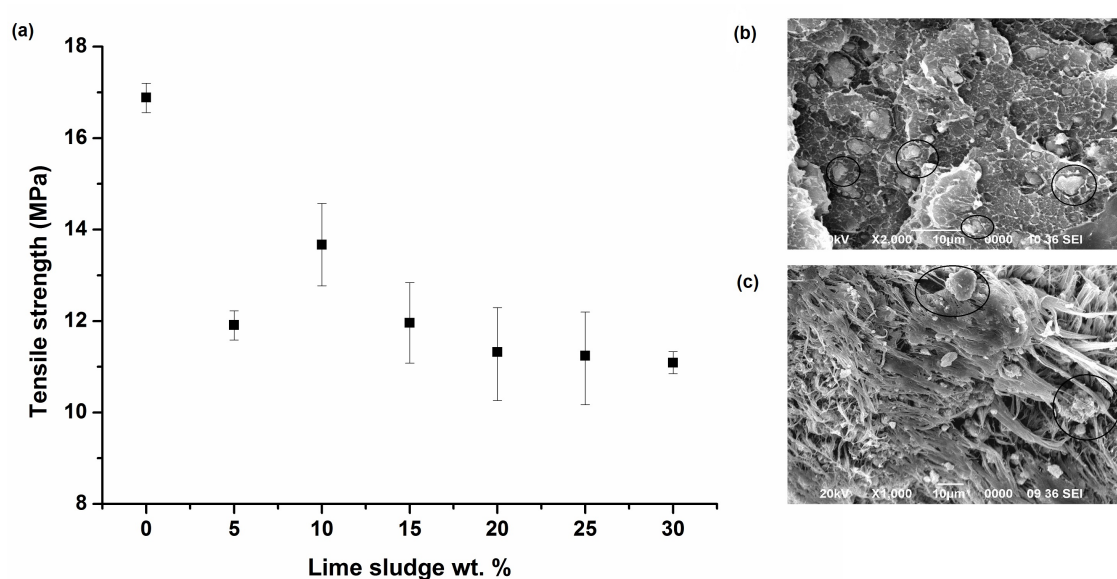 (a)
18
16
14
12
10
8
Tensile strength (MPa)
0 5 10 15 20 25 30
Lime sludge wt. %
(b)
X2,000 10µm 0000 10 36 SEI
(c)
20kV X1,000 10µm 0000 09 36 SEI